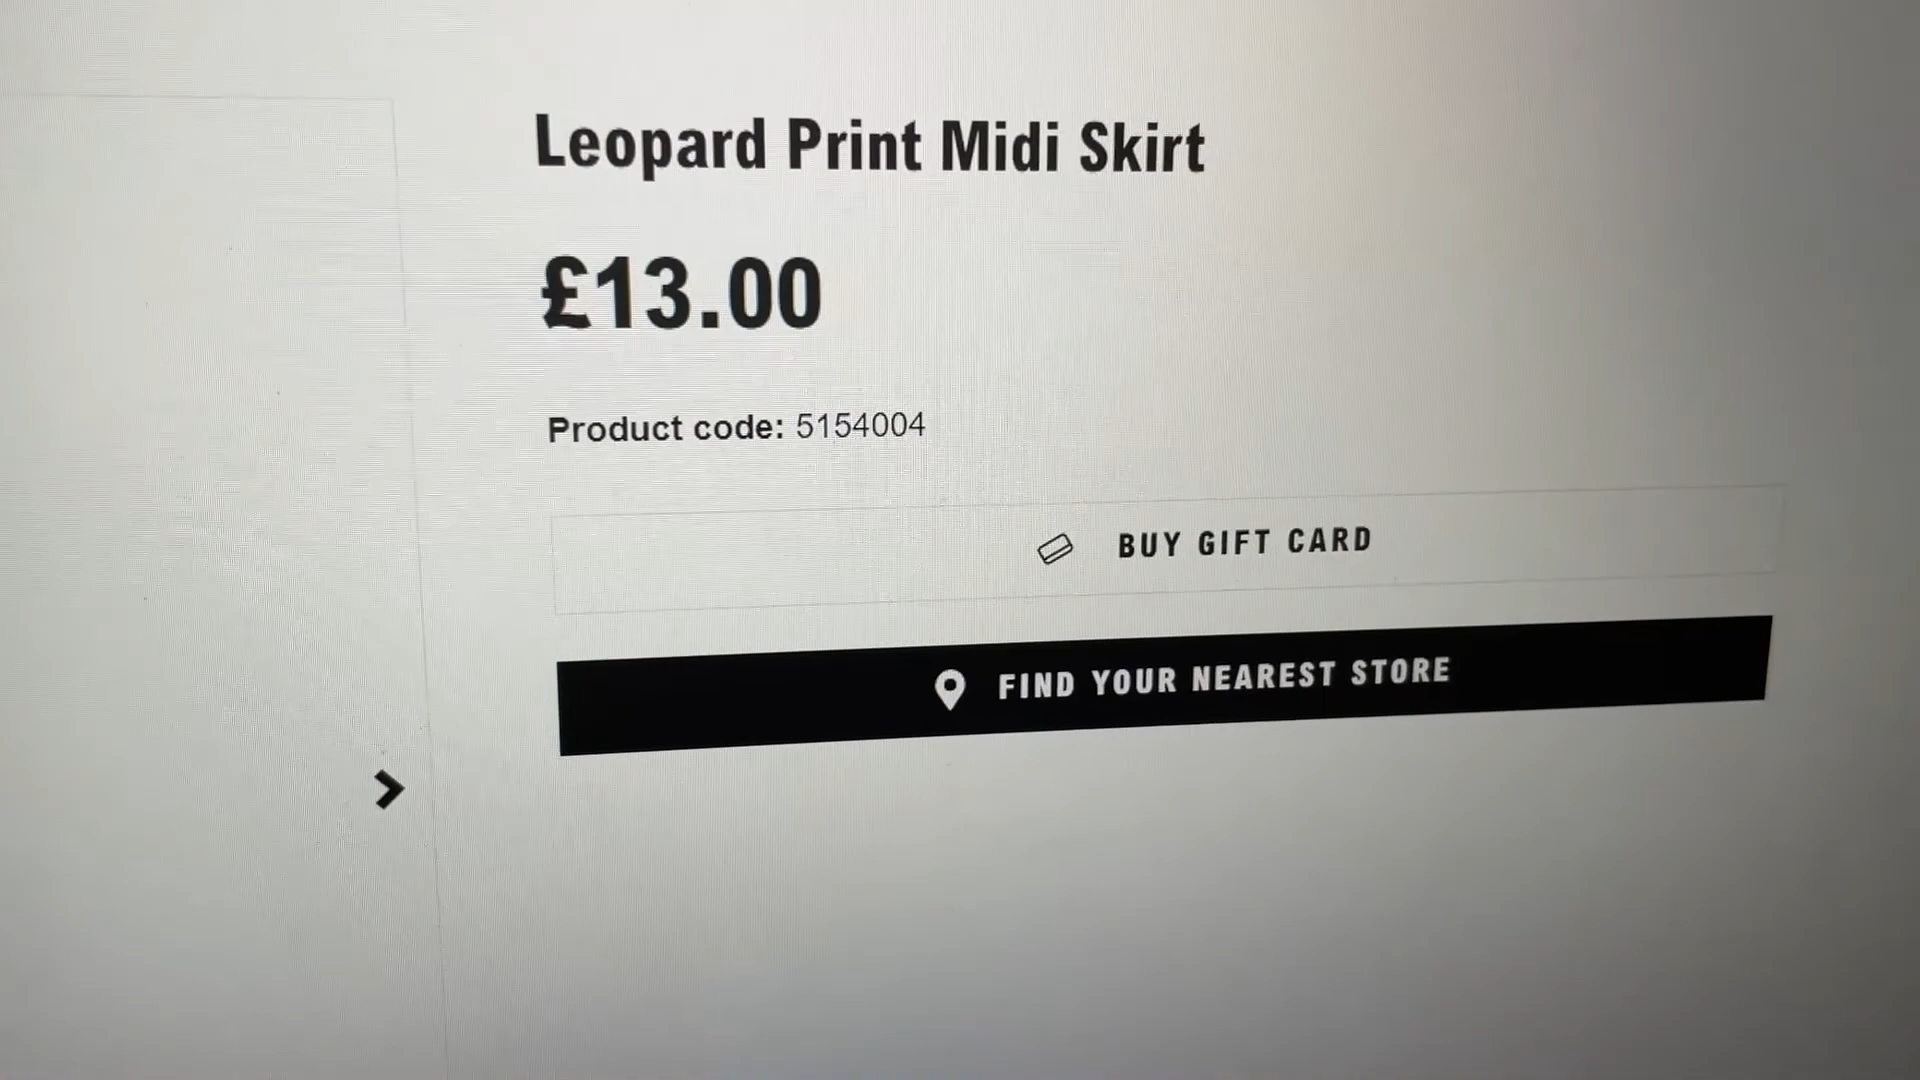 Leopard Print Midi Skirt
£13.00
Product code: 5154004
BUY GIFT CARD
FIND YOUR NEAREST STORE